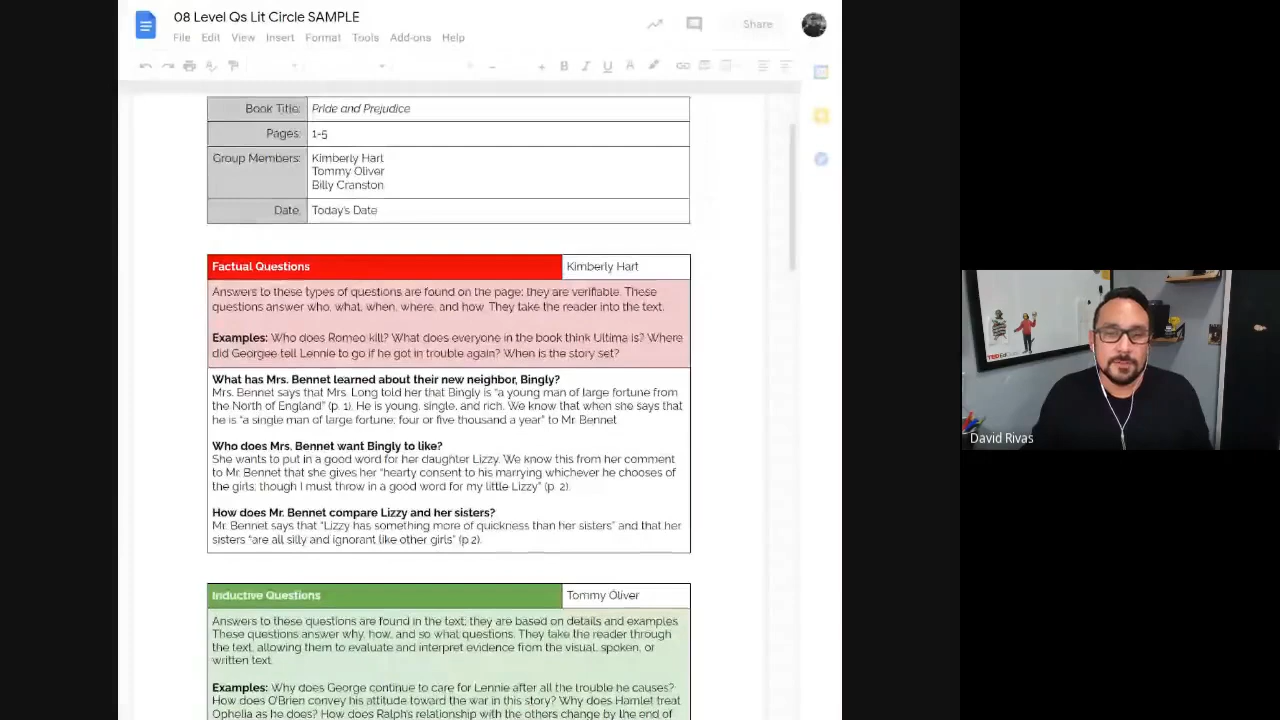 08 Level Qs Lit Circle SAMPLE
File Edit View Insert Format Tools Add-ons Help
Share
Book Title: Pride and Prejudice
Pages: 1-5
Group Members: Kimberly Hart
Tommy Oliver
Billy Cranston
Date: Today's Date
Factual Questions Kimberly Hart
Answers to these types of questions are found on the page; they are verifiable. These
questions answer who, what, when, where, and how. They take the reader into the text.
Examples: Who does Romeo kill? What does everyone in the book think Ultima is? Where
did Georgee tell Lennie to go if he got in trouble again? When is the story set?
What has Mrs. Bennet learned about their new neighbor, Bingly?
Mrs. Bennet says that Mrs. Long told her that Bingly is "a young man of large fortune from
the North of England" (p. 1). He is young, single, and rich. We know that when she says that
he is "a single man of large fortune; four or five thousand a year" to Mr. Bennet
Who does Mrs. Bennet want Bingly to like?
She wants to put in a good word for her daughter Lizzy. We know this from her comment
to Mr. Bennet that she gives her "hearty consent to his marrying whichever he chooses of
the girls; though I must throw in a good word for my little Lizzy" (p. 2).
How does Mr. Bennet compare Lizzy and her sisters?
Mr. Bennet says that "Lizzy has something more of quickness than her sisters" and that her
sisters "are all silly and ignorant like other girls" (p 2).
Inductive Questions Tommy Oliver
Answers to these questions are found in the text; they are based on details and examples.
These questions answer why, how, and so what questions. They take the reader through
the text, allowing them to evaluate and interpret evidence from the visual, spoken, or
written text.
Examples: Why does George continue to care for Lennie after all the trouble he causes?
How does O'Brien convey his attitude toward the war in this story? Why does Hamlet treat
Ophelia as he does? How does Ralph's relationship with the others change by the end of
TEDEd
David Rivas